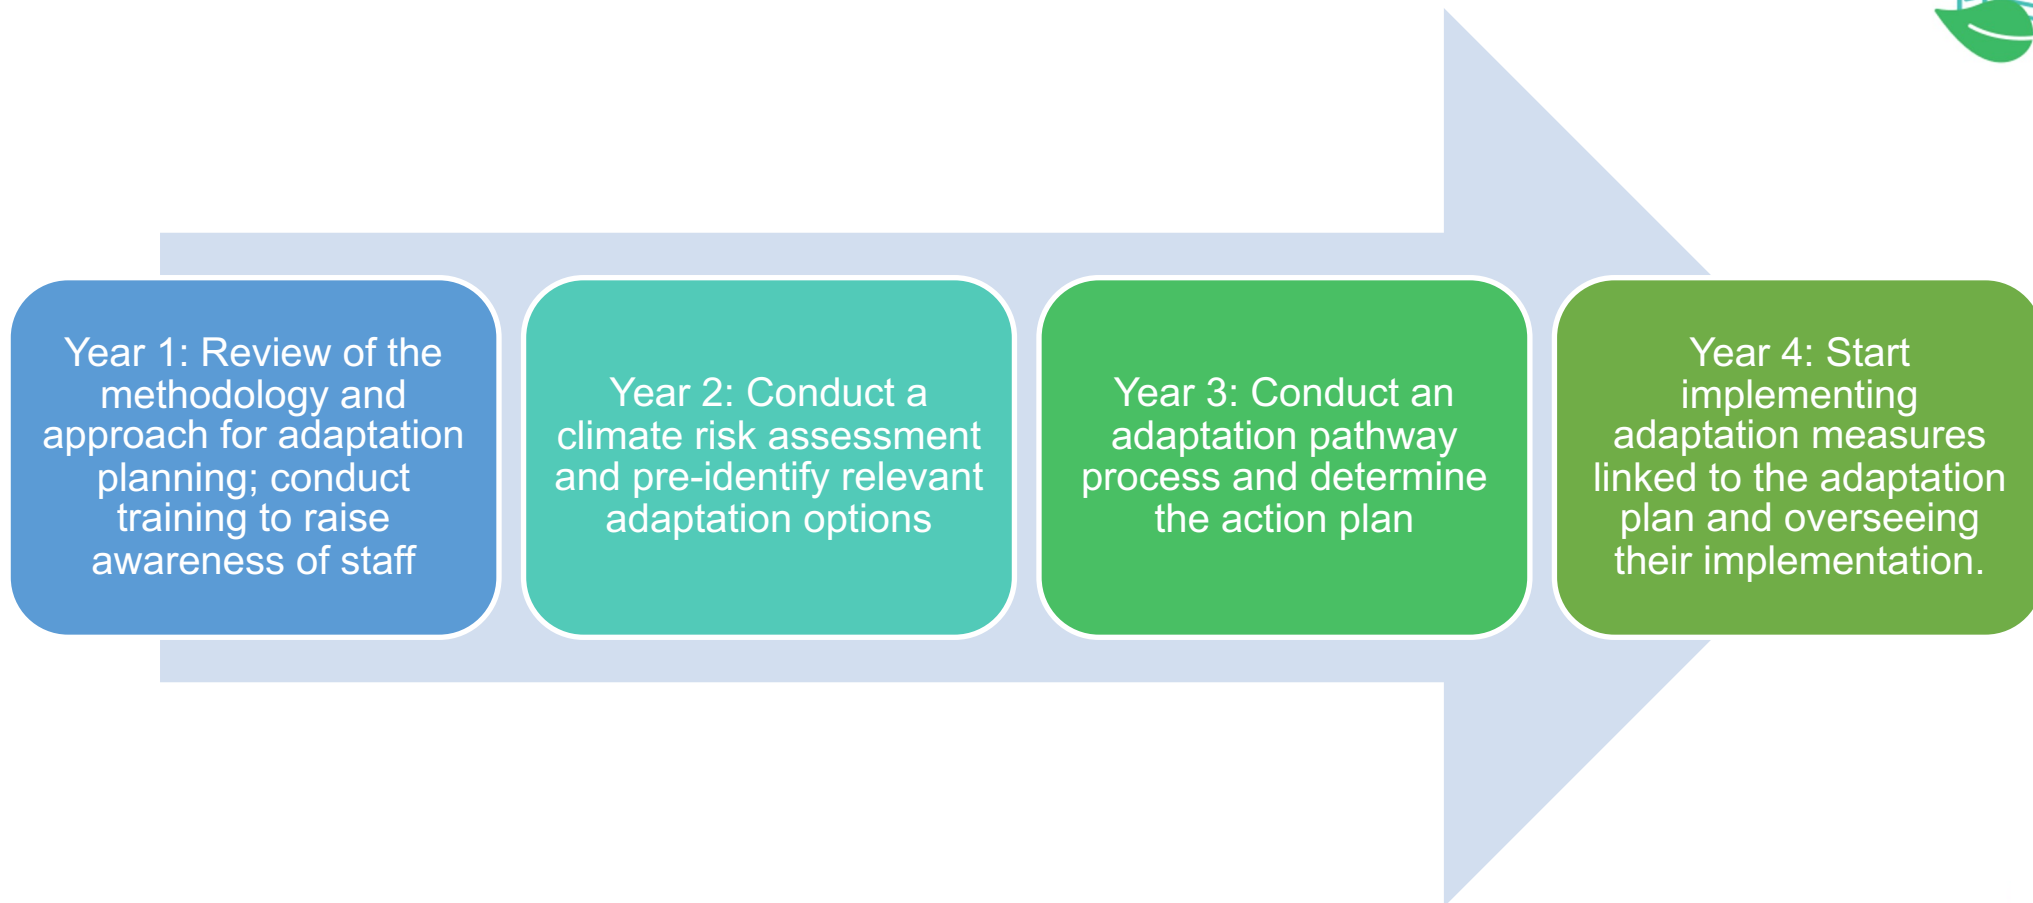 Year 1: Review of the
methodology and
approach for adaptation
planning; conduct
training to raise
awareness of staff
Year 2: Conduct a
climate risk assessment
and pre-identify relevant
adaptation options
Year 3: Conduct an
adaptation pathway
process and determine
the action plan
Year 4: Start
implementing
adaptation measures
linked to the adaptation
plan and overseeing
their implementation.